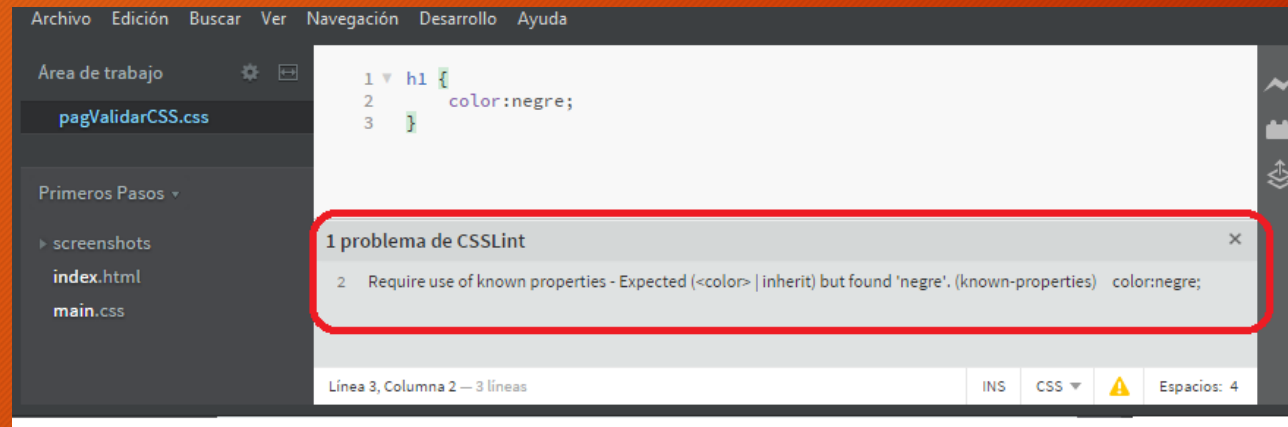 Archivo Edición Buscar Ver Navegación Desarrollo Ayuda
Área de trabajo
pagValidarCSS.css
Primeros Pasos
screenshots
index.html
main.css
1 h1 {
2 color:negre;
3 }
1 problema de CSSLint ×
2 Require use of known properties - Expected (<color> | inherit) but found 'negre'. (known-properties) color:negre;
Línea 3, Columna 2 — 3 líneas INS CSS Espacios: 4